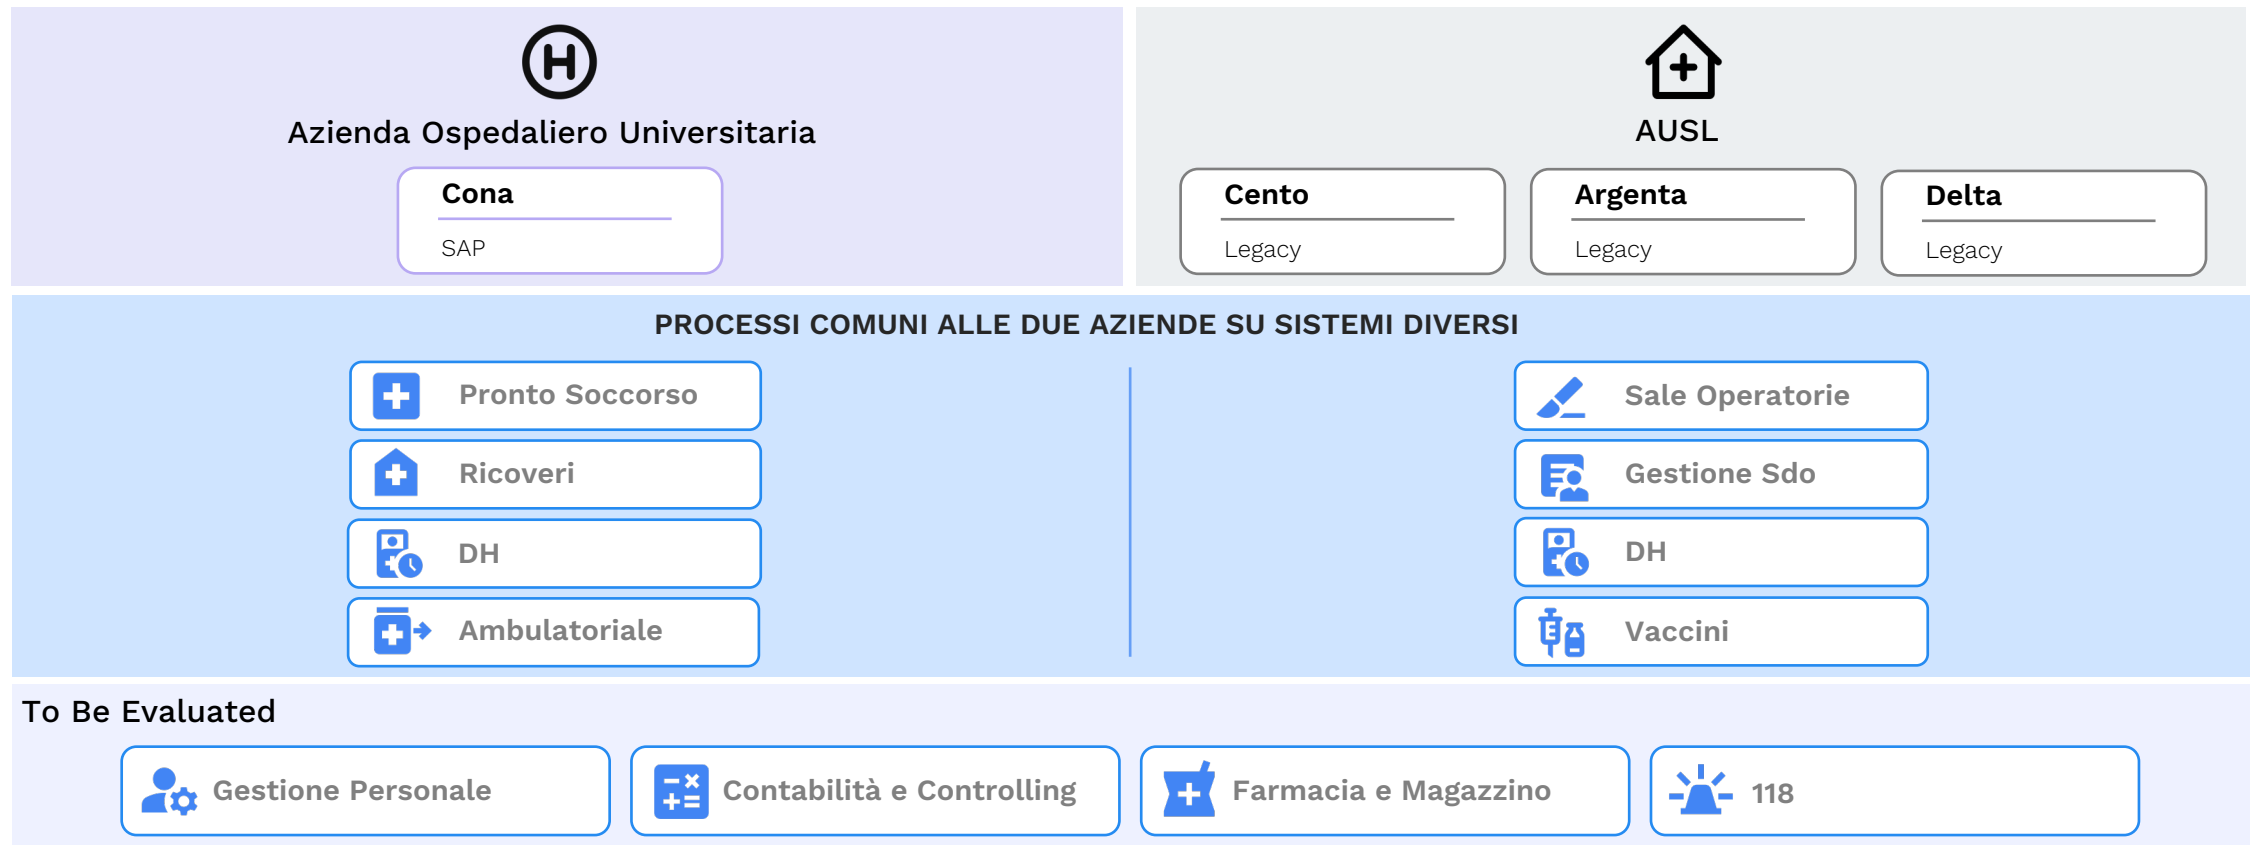 H
Azienda Ospedaliero Universitaria
Cona
SAP
AUSL
Cento
Legacy
Argenta
Legacy
Delta
Legacy
PROCESSI COMUNI ALLE DUE AZIENDE SU SISTEMI DIVERSI
Pronto Soccorso
Ricoveri
DH
Ambulatoriale
Sale Operatorie
Gestione Sdo
DH
Vaccini
To Be Evaluated
Gestione Personale
Contabilità e Controlling
Farmacia e Magazzino
118